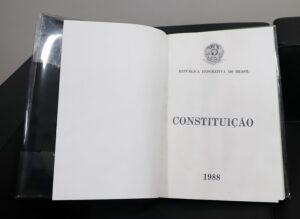 REPÚBLICA FEDERATIVA DO BRASIL
CONSTITUIÇÃO
1988